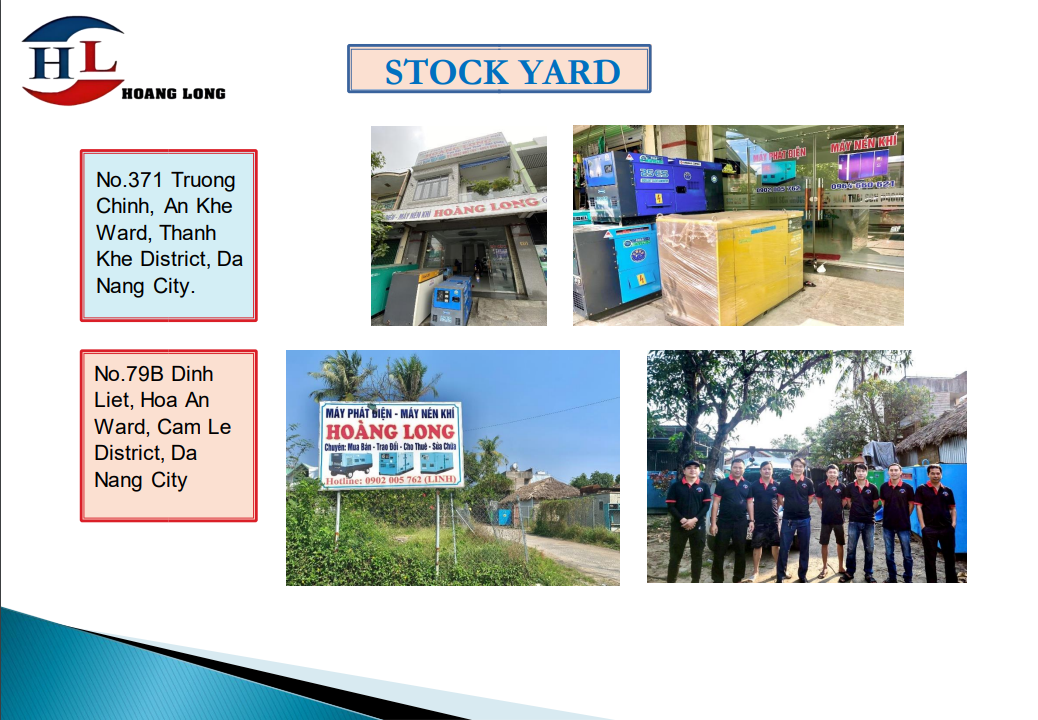 HL
HOANG LONG
STOCK YARD
No.371 Truong
Chinh, An Khe
Ward, Thanh
Khe District, Da
Nang City.
MÁY NÉN KHÍ HOÀNG LONG
MÁY PHÁT ĐIỆN
0902 005 762
MÁY NÉN KHÍ
25
No.79B Dinh
Liet, Hoa An
Ward, Cam Le
District, Da
Nang City
MÁY PHÁT ĐIỆN - MÁY NÉN KHÍ
HOÀNG LONG
Chuyên: Mua Bán - Trao Đổi - Cho Thuê - Sửa Chữa
Hotline: 0902 005 762 (LINH)